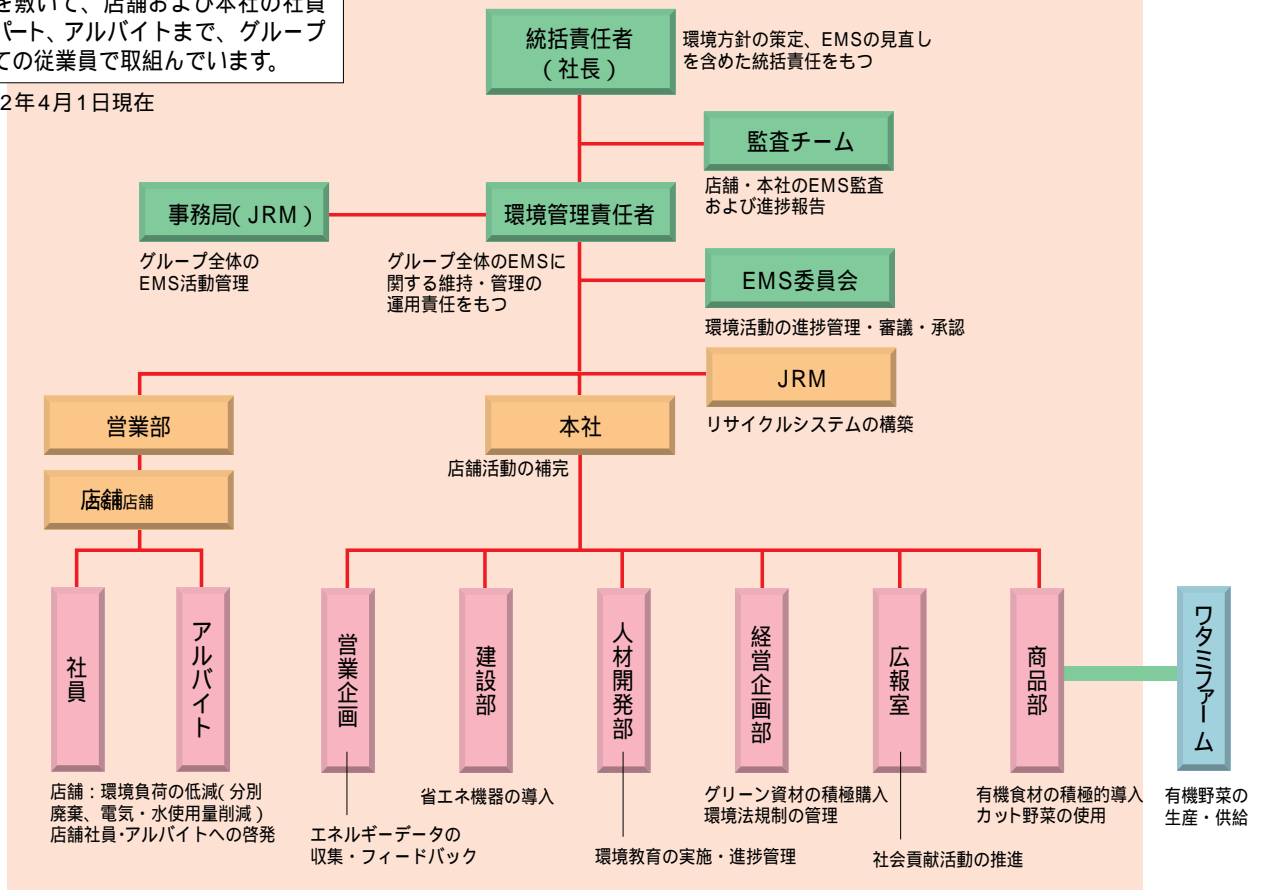 を敷いて、店舗および本社の社員
パート、アルバイトまで、グループ
ての従業員で取組んでいます。
2年4月1日現在
統括責任者
(社長)
環境方針の策定、EMSの見直し
を含めた統括責任をもつ
監査チーム
店舗・本社のEMS監査
および進捗報告
事務局(JRM)
グループ全体の
EMS活動管理
環境管理責任者
グループ全体のEMSに
関する維持・管理の
運用責任をもつ
EMS委員会
環境活動の進捗管理・審議・承認
JRM
リサイクルシステムの構築
営業部
本社
店舗活動の補完
店舗店舗
社員
アルバイト
店舗:環境負荷の低減(分別
廃棄、電気・水使用量削減)
店舗社員・アルバイトへの啓発
営業企画
エネルギーデータの
収集・フィードバック
建設部
省エネ機器の導入
人材開発部
環境教育の実施・進捗管理
経営企画部
グリーン資材の積極購入
環境法規制の管理
広報室
社会貢献活動の推進
商品部
有機食材の積極的導入
カット野菜の使用
ワタミファーム
有機野菜の
生産・供給